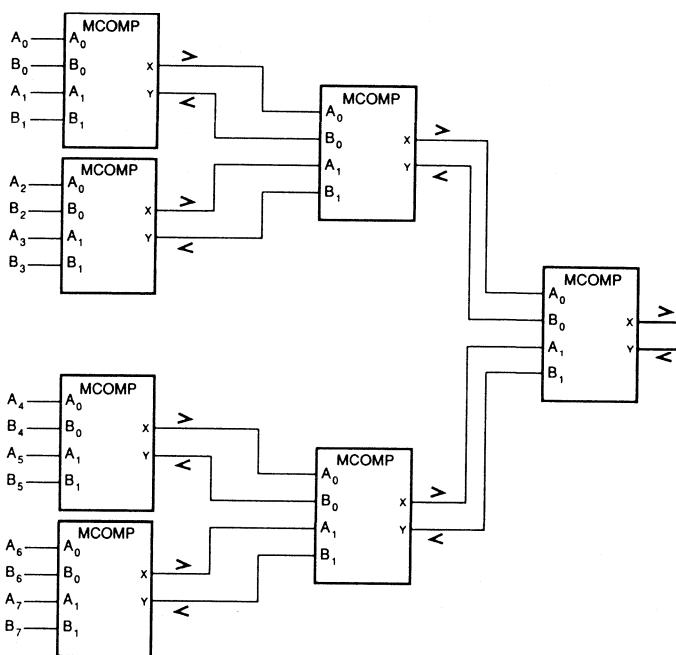 MCOMP
A₀ A₀
B₀ B₀ X >
A₁ A₁ Y <
B₁ B₁
MCOMP
A₂ A₀
B₂ B₀ X >
A₃ A₁ Y <
B₃ B₁
MCOMP
A₀
B₀ X >
A₁ Y <
B₁
MCOMP
A₀
B₀ X >
A₁ Y <
B₁
MCOMP
A₄ A₀
B₄ B₀ X >
A₅ A₁ Y <
B₅ B₁
MCOMP
A₆ A₀
B₆ B₀ X >
A₇ A₁ Y <
B₇ B₁
MCOMP
A₀
B₀ X >
A₁ Y <
B₁